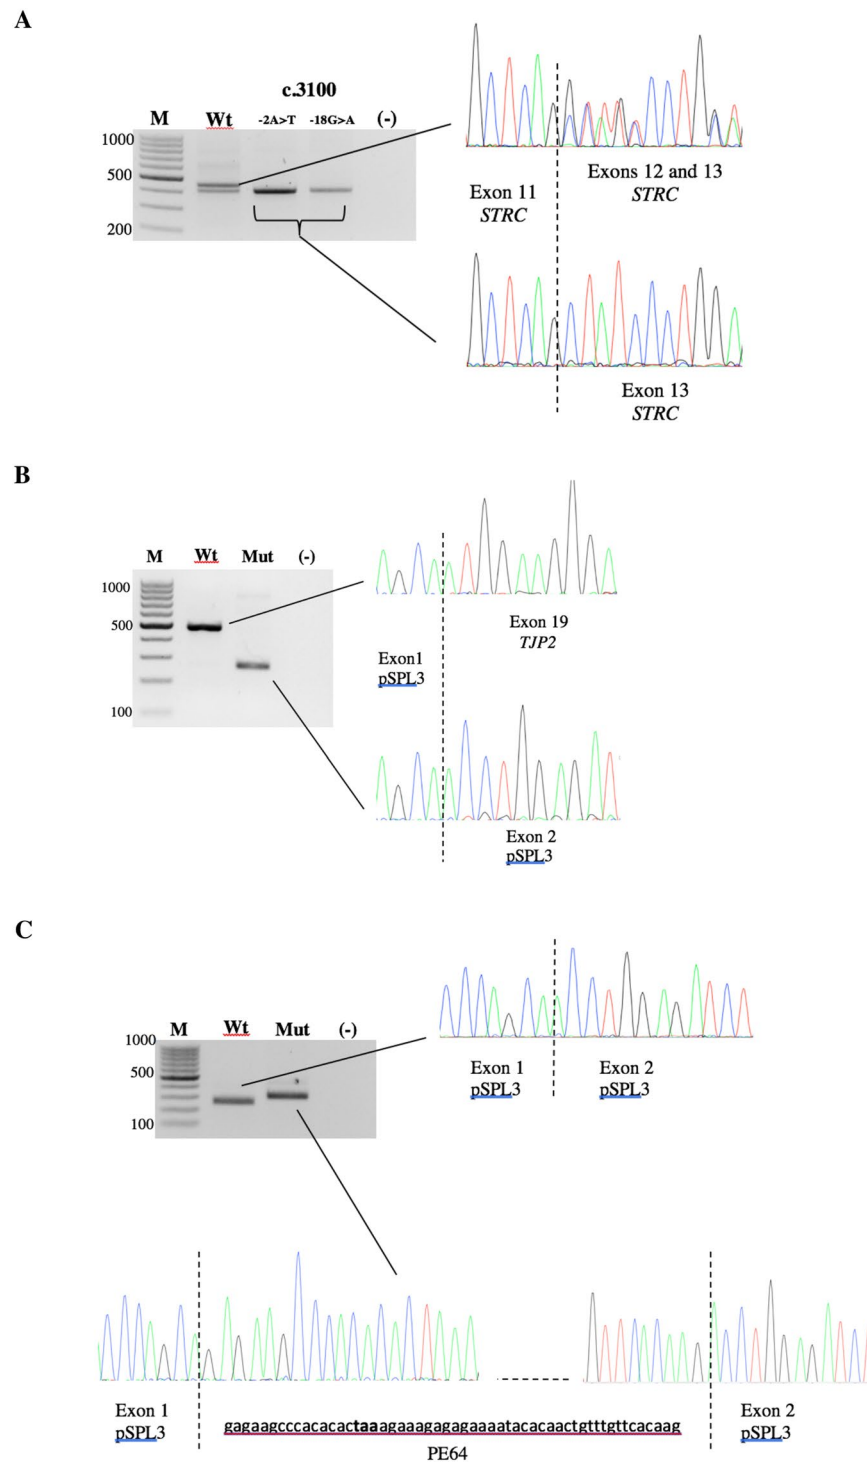 A
c.3100
M Wt -2A>T -18G>A (-)
1000
500
200
Exon 11
STRC
Exons 12 and 13
STRC
Exon 13
STRC
B
M Wt Mut (-)
1000
500
100
Exon1
pSPL3
Exon 19
TJP2
Exon 2
pSPL3
C
M Wt Mut (-)
1000
500
100
Exon 1
pSPL3
Exon 2
pSPL3
Exon 1
pSPL3
gagaagcccacacactaaagaaagagagaaaatacacaactgtttgttcacaag
PE64
Exon 2
pSPL3